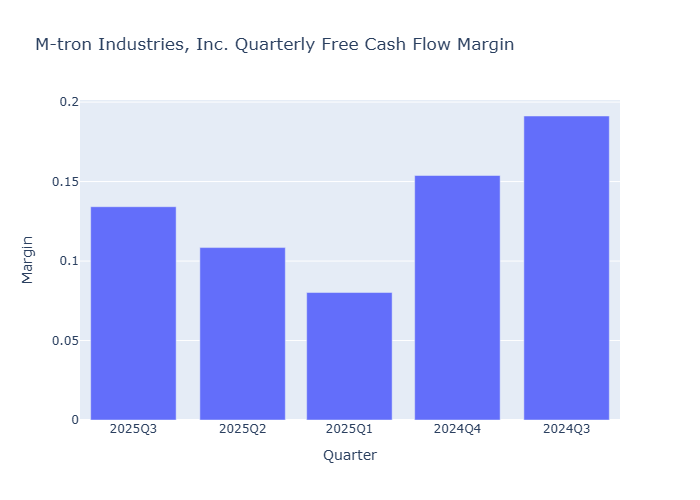 M-tron Industries, Inc. Quarterly Free Cash Flow Margin
0.2
0.15
0.1
0.05
0
Margin
2025Q3 2025Q2 2025Q1 2024Q4 2024Q3
Quarter